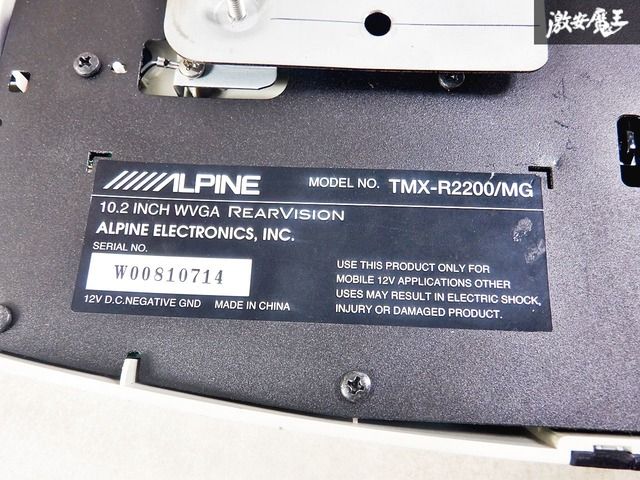 激安魔王
ALPINE MODEL NO. TMX-R2200/MG
10.2 INCH WVGA REARVISION
ALPINE ELECTRONICS, INC.
SERIAL NO.
W00810714
12V D.C.NEGATIVE GND MADE IN CHINA
USE THIS PRODUCT ONLY FOR
MOBILE 12V APPLICATIONS OTHER
USES MAY RESULT IN ELECTRIC SHOCK,
INJURY OR DAMAGED PRODUCT.